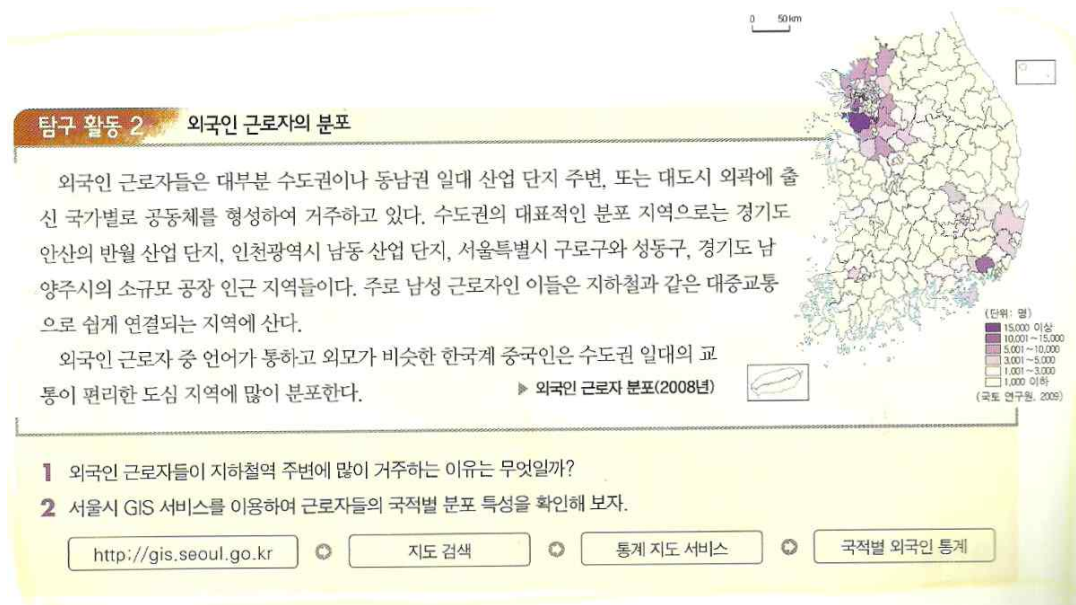 0 50 km
탐구 활동 2 외국인 근로자의 분포
외국인 근로자들은 대부분 수도권이나 동남권 일대 산업 단지 주변, 또는 대도시 외곽에 출
신 국가별로 공동체를 형성하여 거주하고 있다. 수도권의 대표적인 분포 지역으로는 경기도
안산의 반월 산업 단지, 인천광역시 남동 산업 단지, 서울특별시 구로구와 성동구, 경기도 남
양주시의 소규모 공장 인근 지역들이다. 주로 남성 근로자인 이들은 지하철과 같은 대중교통
으로 쉽게 연결되는 지역에 산다.
외국인 근로자 중 언어가 통하고 외모가 비슷한 한국계 중국인은 수도권 일대의 교
통이 편리한 도심 지역에 많이 분포한다.
▶ 외국인 근로자 분포(2008년)
(단위: 명)
15,000 이상
10,001~15,000
5,001~10,000
3,001~5,000
1,001~3,000
1,000 이하
(국토 연구원, 2009)
1 외국인 근로자들이 지하철역 주변에 많이 거주하는 이유는 무엇일까?
2 서울시 GIS 서비스를 이용하여 근로자들의 국적별 분포 특성을 확인해 보자.
http://gis.seoul.go.kr 지도 검색 통계 지도 서비스 국적별 외국인 통계